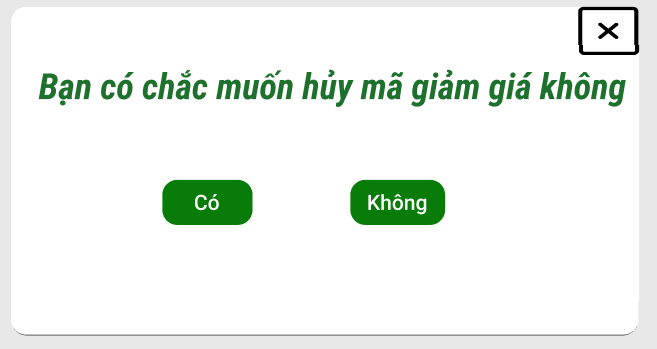 Bạn có chắc muốn hủy mã giảm giá không
Có
Không